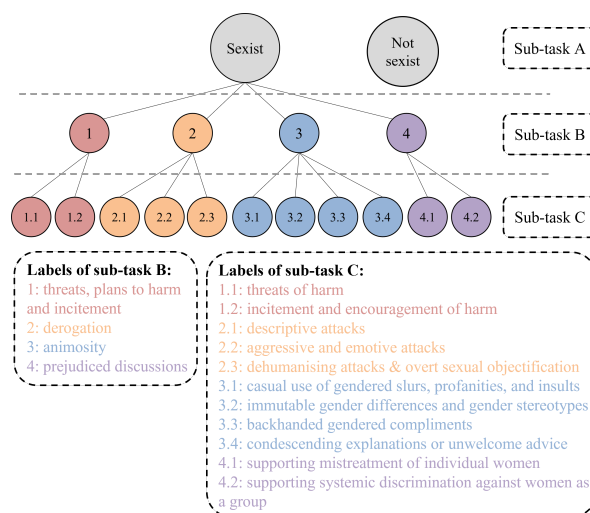 Sexist
Not
sexist
Sub-task A
1
2
3
4
Sub-task B
1.1
1.2
2.1
2.2
2.3
3.1
3.2
3.3
3.4
4.1
4.2
Sub-task C
Labels of sub-task B:
1: threats, plans to harm
and incitement
2: derogation
3: animosity
4: prejudiced discussions
Labels of sub-task C:
1.1: threats of harm
1.2: incitement and encouragement of harm
2.1: descriptive attacks
2.2: aggressive and emotive attacks
2.3: dehumanising attacks & overt sexual objectification
3.1: casual use of gendered slurs, profanities, and insults
3.2: immutable gender differences and gender stereotypes
3.3: backhanded gendered compliments
3.4: condescending explanations or unwelcome advice
4.1: supporting mistreatment of individual women
4.2: supporting systemic discrimination against women as
a group